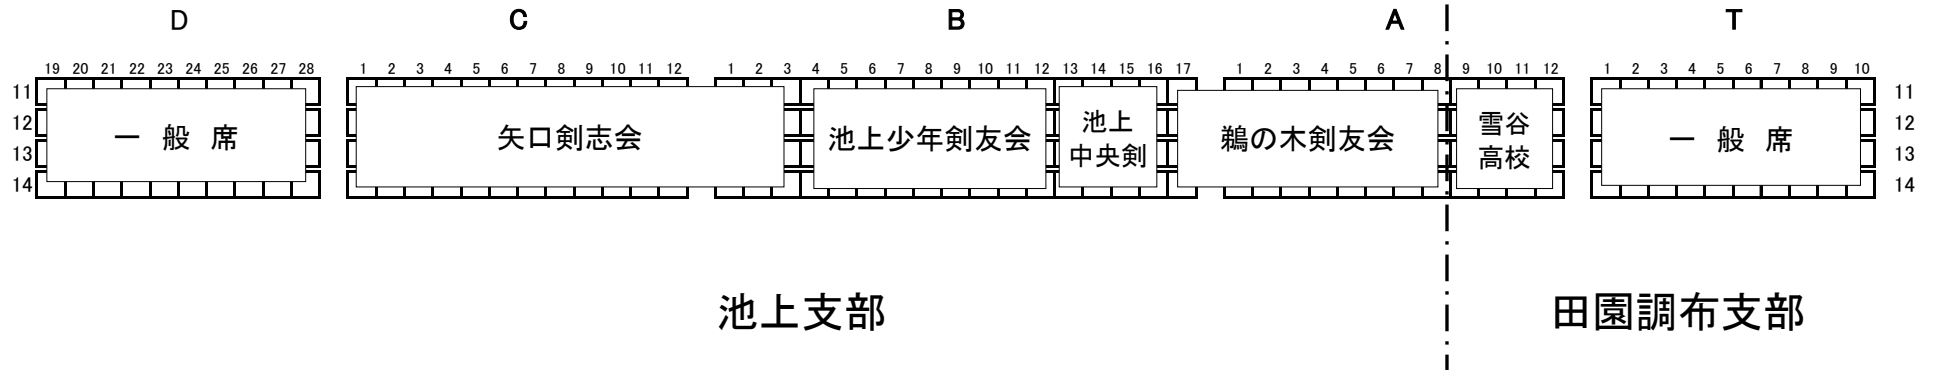 D C B A T
19 20 21 22 23 24 25 26 27 28 1 2 3 4 5 6 7 8 9 10 11 12 1 2 3 4 5 6 7 8 9 10 11 12 13 14 15 16 17 1 2 3 4 5 6 7 8 9 10 11 12 1 2 3 4 5 6 7 8 9 10
11 11
12 12
13 13
14 14
一 般 席
矢口剣志会
池上少年剣友会
池上
中央剣
鵜の木剣友会
雪谷
高校
一 般 席
池上支部 田園調布支部